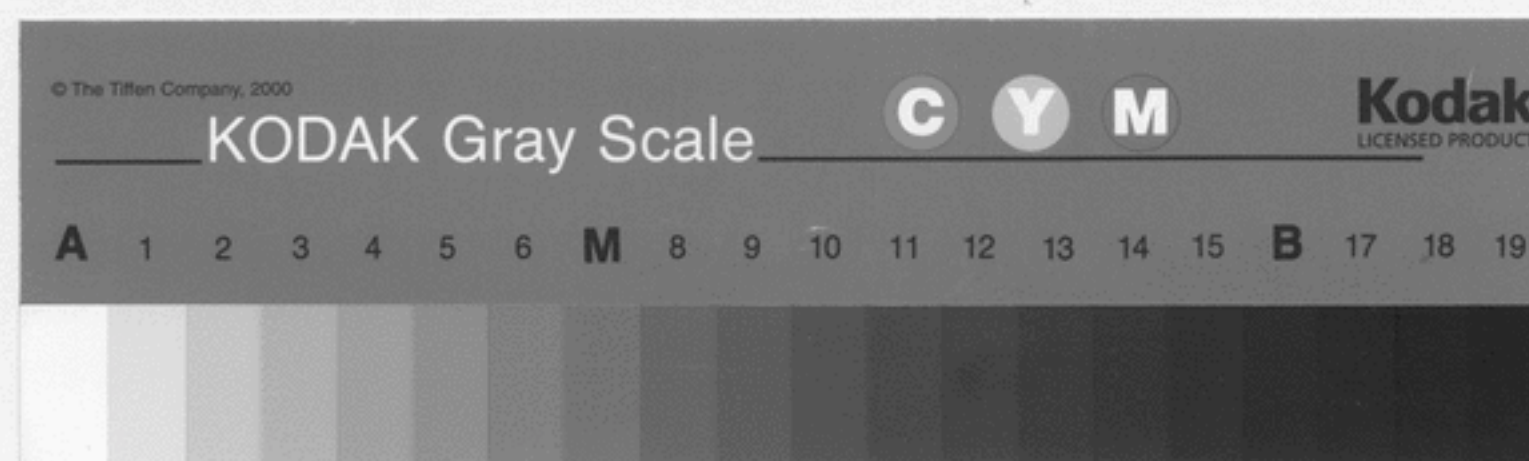 © The Tiffen Company, 2000
KODAK Gray Scale
C Y M
Kodak
LICENSED PRODUCT
A 1 2 3 4 5 6 M 8 9 10 11 12 13 14 15 B 17 18 19